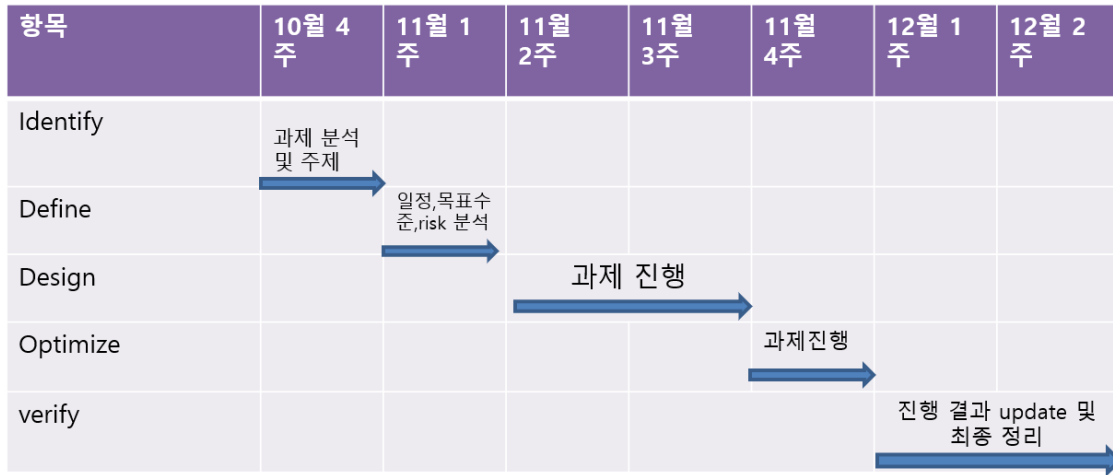 항목
10월 4
주
11월 1
주
11월
2주
11월
3주
11월
4주
12월 1
주
12월 2
주
Identify
과제 분석
및 주제
Define
일정,목표수
준,risk 분석
Design
과제 진행
Optimize
과제진행
verify
진행 결과 update 및
최종 정리